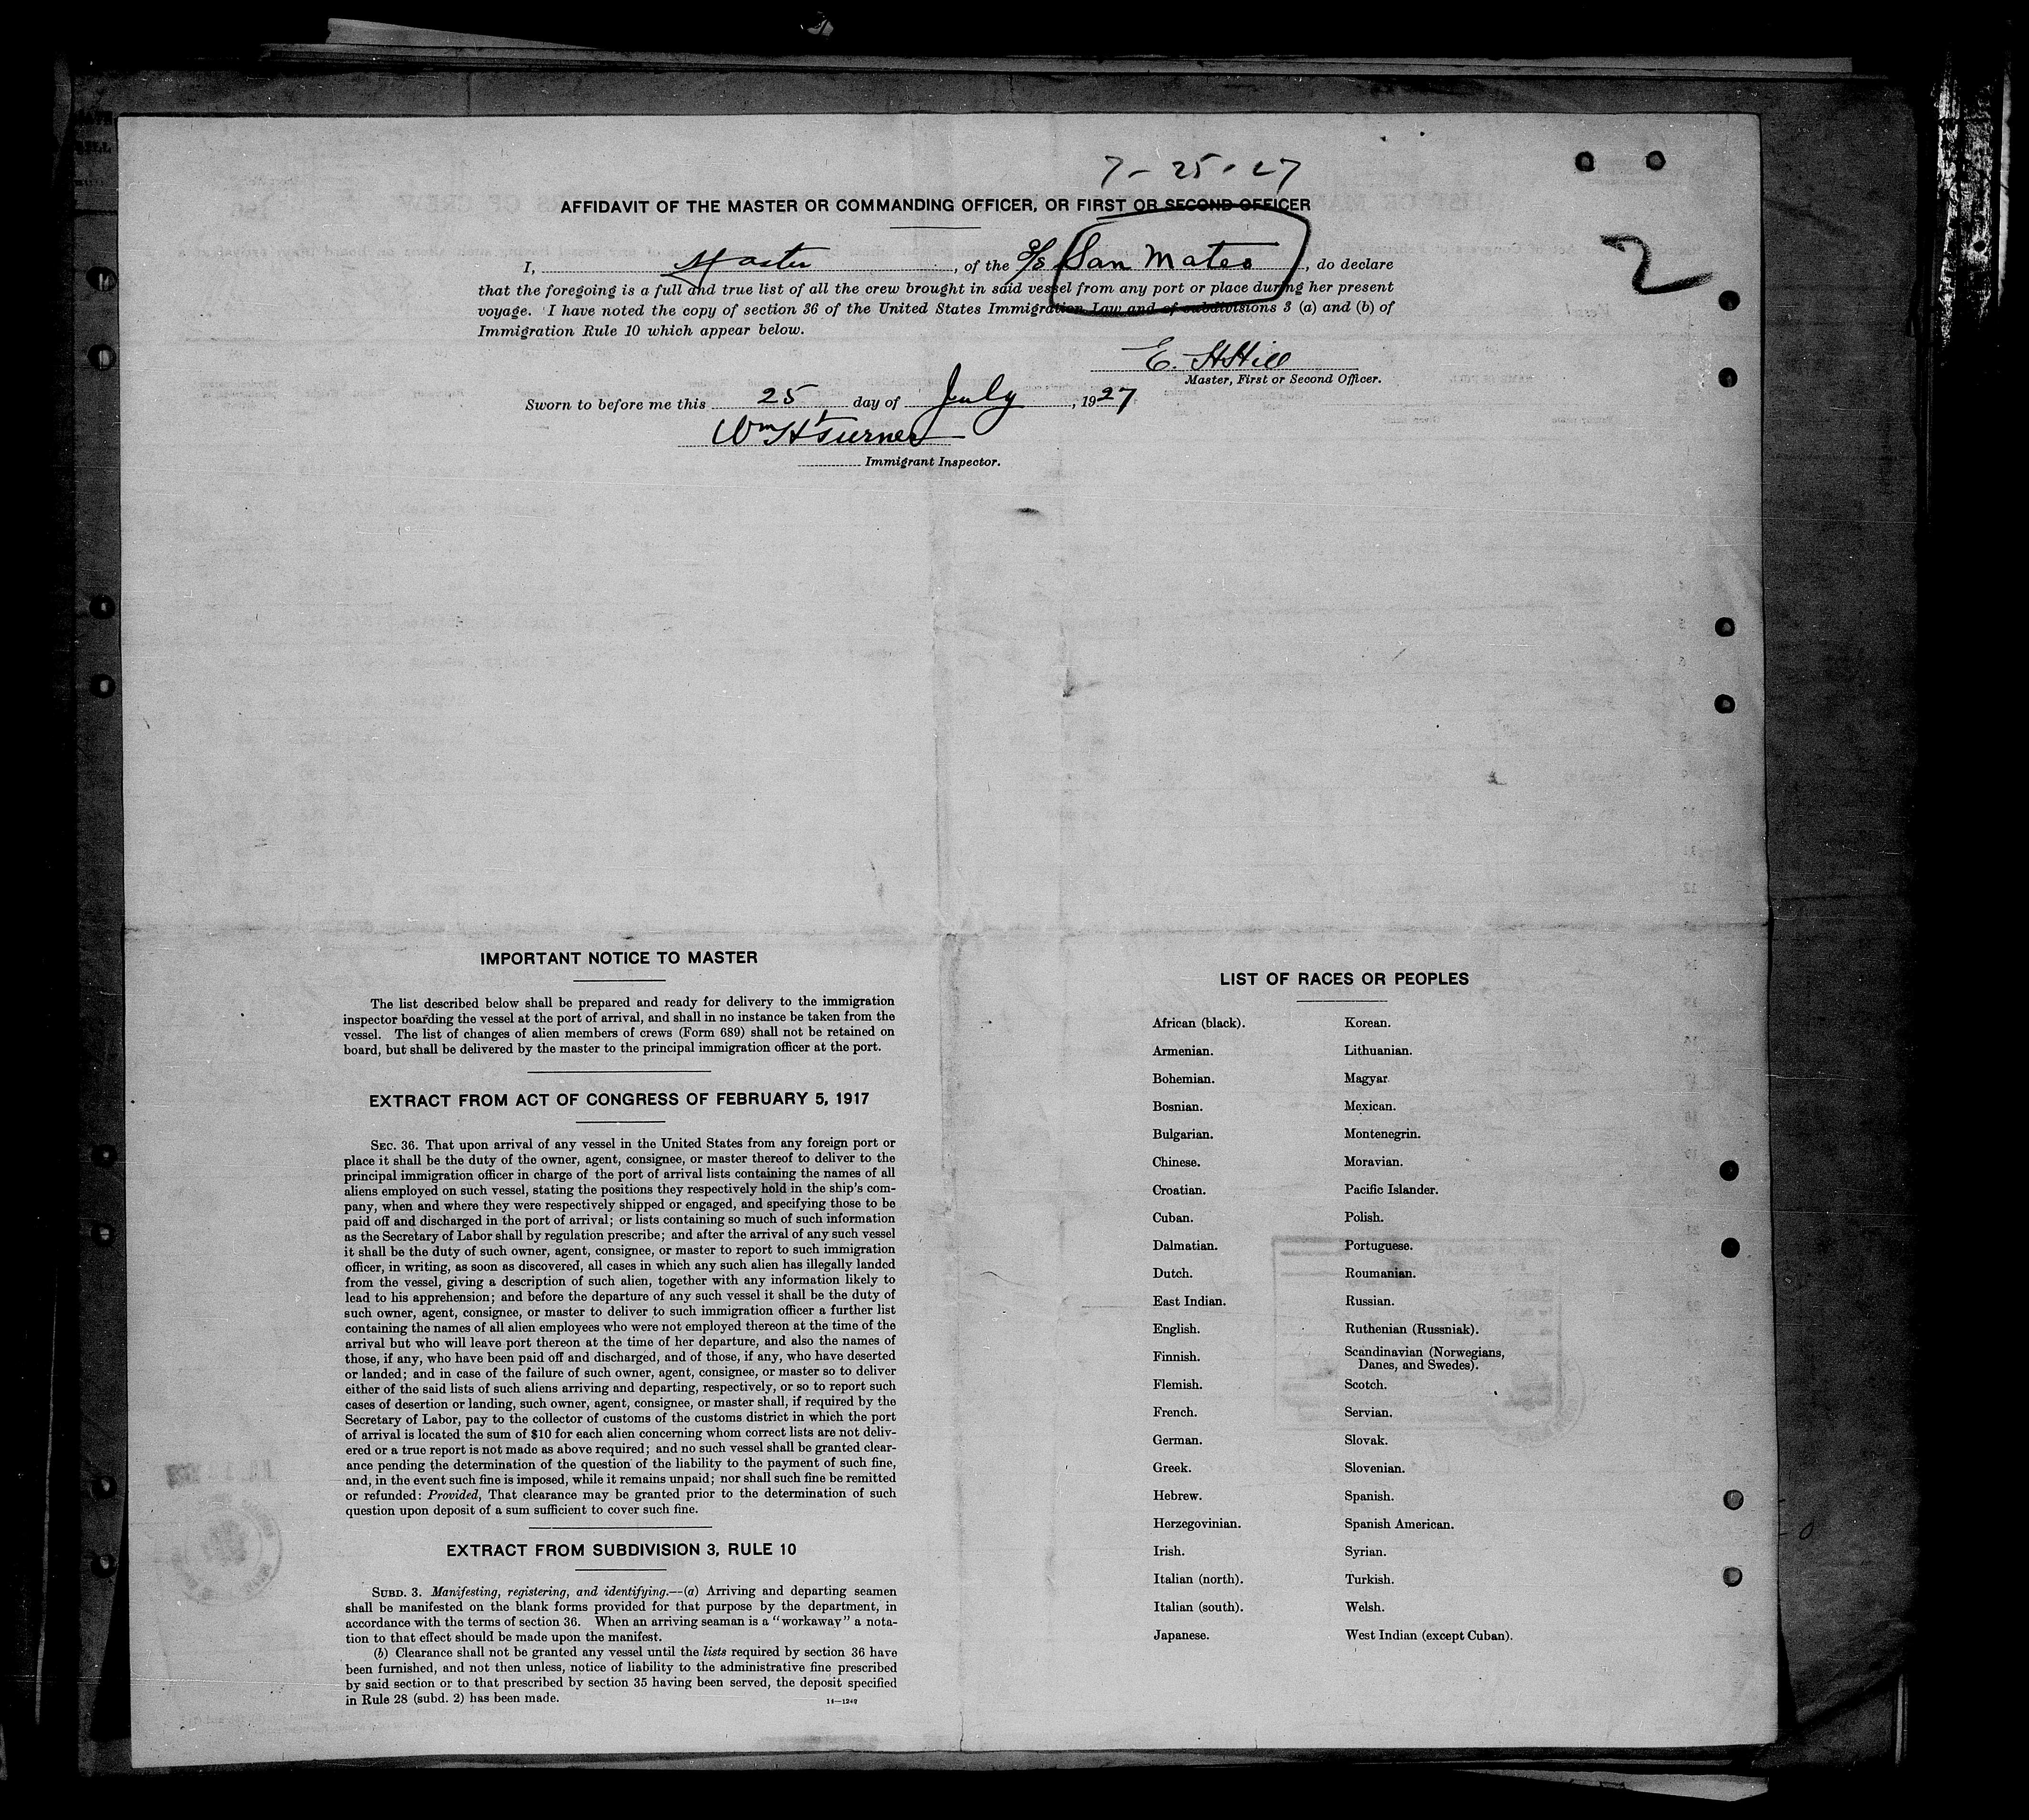 7-25-27
AFFIDAVIT OF THE MASTER OR COMMANDING OFFICER, OR FIRST OR SECOND OFFICER
2
I, Master, of the S/S San Mateo, do declare
that the foregoing is a full and true list of all the crew brought in said vessel from any port or place during her present
voyage. I have noted the copy of section 36 of the United States Immigration Law and of subdivisions 3 (a) and (b) of
Immigration Rule 10 which appear below.
E. H Hill
Master, First or Second Officer.
Sworn to before me this 25 day of July, 1927
Wm H Turner
Immigrant Inspector.
IMPORTANT NOTICE TO MASTER
The list described below shall be prepared and ready for delivery to the immigration
inspector boarding the vessel at the port of arrival, and shall in no instance be taken from the
vessel. The list of changes of alien members of crews (Form 689) shall not be retained on
board, but shall be delivered by the master to the principal immigration officer at the port.
EXTRACT FROM ACT OF CONGRESS OF FEBRUARY 5, 1917
SEC. 36. That upon arrival of any vessel in the United States from any foreign port or
place it shall be the duty of the owner, agent, consignee, or master thereof to deliver to the
principal immigration officer in charge of the port of arrival lists containing the names of all
aliens employed on such vessel, stating the positions they respectively hold in the ship's com-
pany, when and where they were respectively shipped or engaged, and specifying those to be
paid off and discharged in the port of arrival; or lists containing so much of such information
as the Secretary of Labor shall by regulation prescribe; and after the arrival of any such vessel
it shall be the duty of such owner, agent, consignee, or master to report to such immigration
officer, in writing, as soon as discovered, all cases in which any such alien has illegally landed
from the vessel, giving a description of such alien, together with any information likely to
lead to his apprehension; and before the departure of any such vessel it shall be the duty of
such owner, agent, consignee, or master to deliver to such immigration officer a further list
containing the names of all alien employees who were not employed thereon at the time of the
arrival but who will leave port thereon at the time of her departure, and also the names of
those, if any, who have been paid off and discharged, and of those, if any, who have deserted
or landed; and in case of the failure of such owner, agent, consignee, or master so to deliver
either of the said lists of such aliens arriving and departing, respectively, or so to report such
cases of desertion or landing, such owner, agent, consignee, or master shall, if required by the
Secretary of Labor, pay to the collector of customs of the customs district in which the port
of arrival is located the sum of $10 for each alien concerning whom correct lists are not deliv-
ered or a true report is not made as above required; and no such vessel shall be granted clear-
ance pending the determination of the question of the liability to the payment of such fine,
and, in the event such fine is imposed, while it remains unpaid; nor shall such fine be remitted
or refunded: Provided, That clearance may be granted prior to the determination of such
question upon deposit of a sum sufficient to cover such fine.
EXTRACT FROM SUBDIVISION 3, RULE 10
SUBD. 3. Manifesting, registering, and identifying.--(a) Arriving and departing seamen
shall be manifested on the blank forms provided for that purpose by the department, in
accordance with the terms of section 36. When an arriving seaman is a "workaway" a nota-
tion to that effect should be made upon the manifest.
(b) Clearance shall not be granted any vessel until the lists required by section 36 have
been furnished, and not then unless, notice of liability to the administrative fine prescribed
by said section or to that prescribed by section 35 having been served, the deposit specified
in Rule 28 (subd. 2) has been made.
LIST OF RACES OR PEOPLES
African (black).
Armenian.
Bohemian.
Bosnian.
Bulgarian.
Chinese.
Croatian.
Cuban.
Dalmatian.
Dutch.
East Indian.
English.
Finnish.
Flemish.
French.
German.
Greek.
Hebrew.
Herzegovinian.
Irish.
Italian (north).
Italian (south).
Japanese.
Korean.
Lithuanian.
Magyar
Mexican.
Montenegrin.
Moravian.
Pacific Islander.
Polish.
Portuguese.
Roumanian.
Russian.
Ruthenian (Russniak).
Scandinavian (Norwegians,
Danes, and Swedes).
Scotch.
Servian.
Slovak.
Slovenian.
Spanish.
Spanish American.
Syrian.
Turkish.
Welsh.
West Indian (except Cuban).